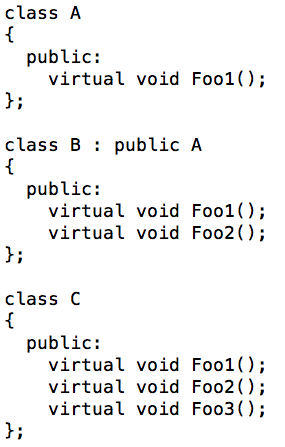 class A
{
  public:
    virtual void Foo1();
};

class B : public A
{
  public:
    virtual void Foo1();
    virtual void Foo2();
};

class C
{
  public:
    virtual void Foo1();
    virtual void Foo2();
    virtual void Foo3();
};